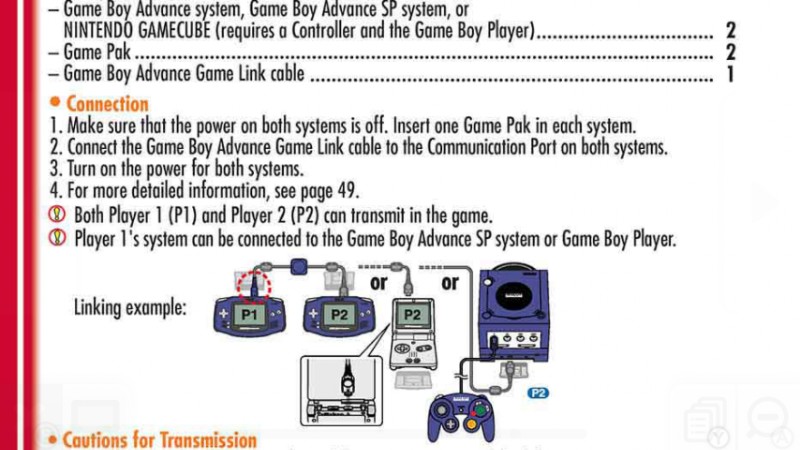 – Game Boy Advance system, Game Boy Advance SP system, or
NINTENDO GAMECUBE (requires a Controller and the Game Boy Player)................................ 2
– Game Pak................................................................................................................ 2
– Game Boy Advance Game Link cable ........................................................................ 1
• Connection
1. Make sure that the power on both systems is off. Insert one Game Pak in each system.
2. Connect the Game Boy Advance Game Link cable to the Communication Port on both systems.
3. Turn on the power for both systems.
4. For more detailed information, see page 49.
Both Player 1 (P1) and Player 2 (P2) can transmit in the game.
Player 1's system can be connected to the Game Boy Advance SP system or Game Boy Player.
Linking example:
or or
P1 P2 P2
P2
• Cautions for Transmission
Y A